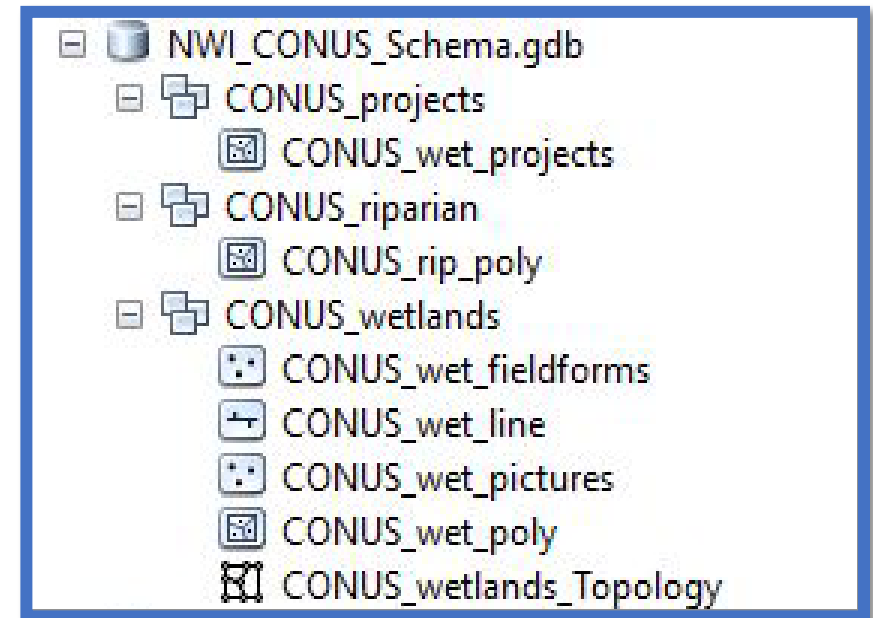 NWI_CONUS_Schema.gdb
CONUS_projects
CONUS_wet_projects
CONUS_riparian
CONUS_rip_poly
CONUS_wetlands
CONUS_wet_fieldforms
CONUS_wet_line
CONUS_wet_pictures
CONUS_wet_poly
CONUS_wetlands_Topology